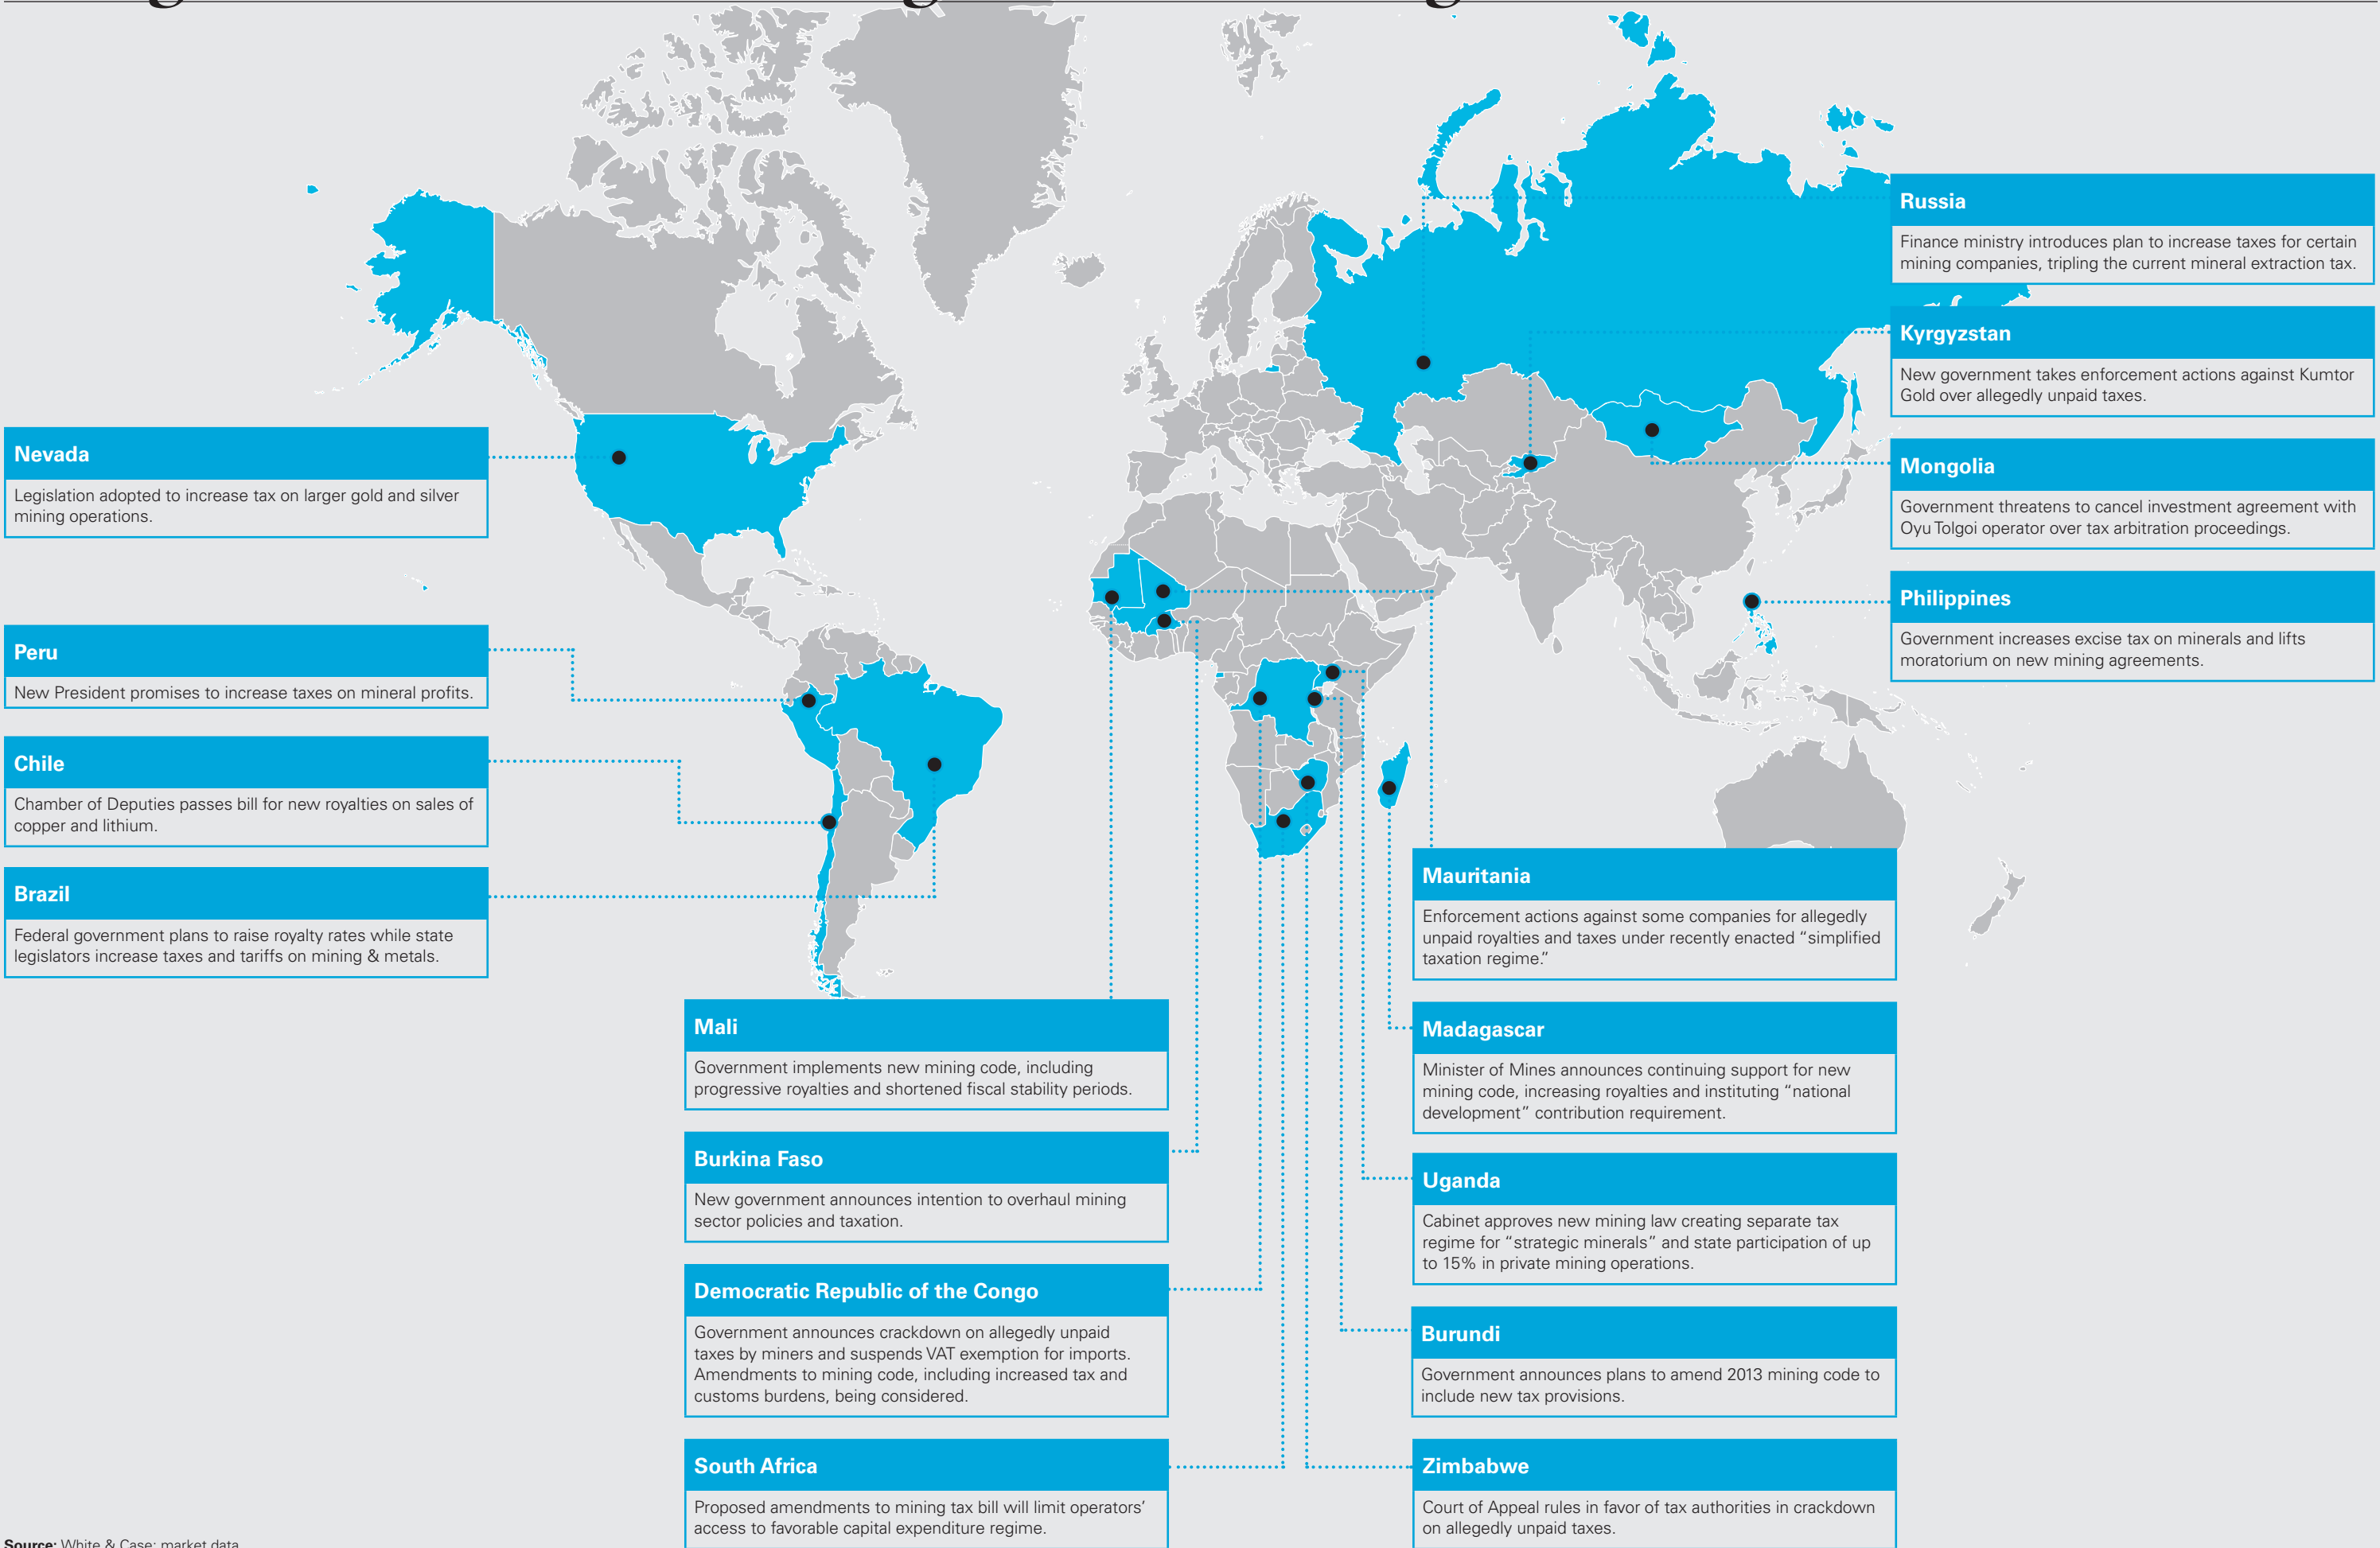 Nevada
Legislation adopted to increase tax on larger gold and silver
mining operations.
Peru
New President promises to increase taxes on mineral profits.
Chile
Chamber of Deputies passes bill for new royalties on sales of
copper and lithium.
Brazil
Federal government plans to raise royalty rates while state
legislators increase taxes and tariffs on mining & metals.
Russia
Finance ministry introduces plan to increase taxes for certain
mining companies, tripling the current mineral extraction tax.
Kyrgyzstan
New government takes enforcement actions against Kumtor
Gold over allegedly unpaid taxes.
Mongolia
Government threatens to cancel investment agreement with
Oyu Tolgoi operator over tax arbitration proceedings.
Philippines
Government increases excise tax on minerals and lifts
moratorium on new mining agreements.
Mali
Government implements new mining code, including
progressive royalties and shortened fiscal stability periods.
Burkina Faso
New government announces intention to overhaul mining
sector policies and taxation.
Democratic Republic of the Congo
Government announces crackdown on allegedly unpaid
taxes by miners and suspends VAT exemption for imports.
Amendments to mining code, including increased tax and
customs burdens, being considered.
South Africa
Proposed amendments to mining tax bill will limit operators’
access to favorable capital expenditure regime.
Mauritania
Enforcement actions against some companies for allegedly
unpaid royalties and taxes under recently enacted “simplified
taxation regime.”
Madagascar
Minister of Mines announces continuing support for new
mining code, increasing royalties and instituting “national
development” contribution requirement.
Uganda
Cabinet approves new mining law creating separate tax
regime for “strategic minerals” and state participation of up
to 15% in private mining operations.
Burundi
Government announces plans to amend 2013 mining code to
include new tax provisions.
Zimbabwe
Court of Appeal rules in favor of tax authorities in crackdown
on allegedly unpaid taxes.
Source: White & Case; market data